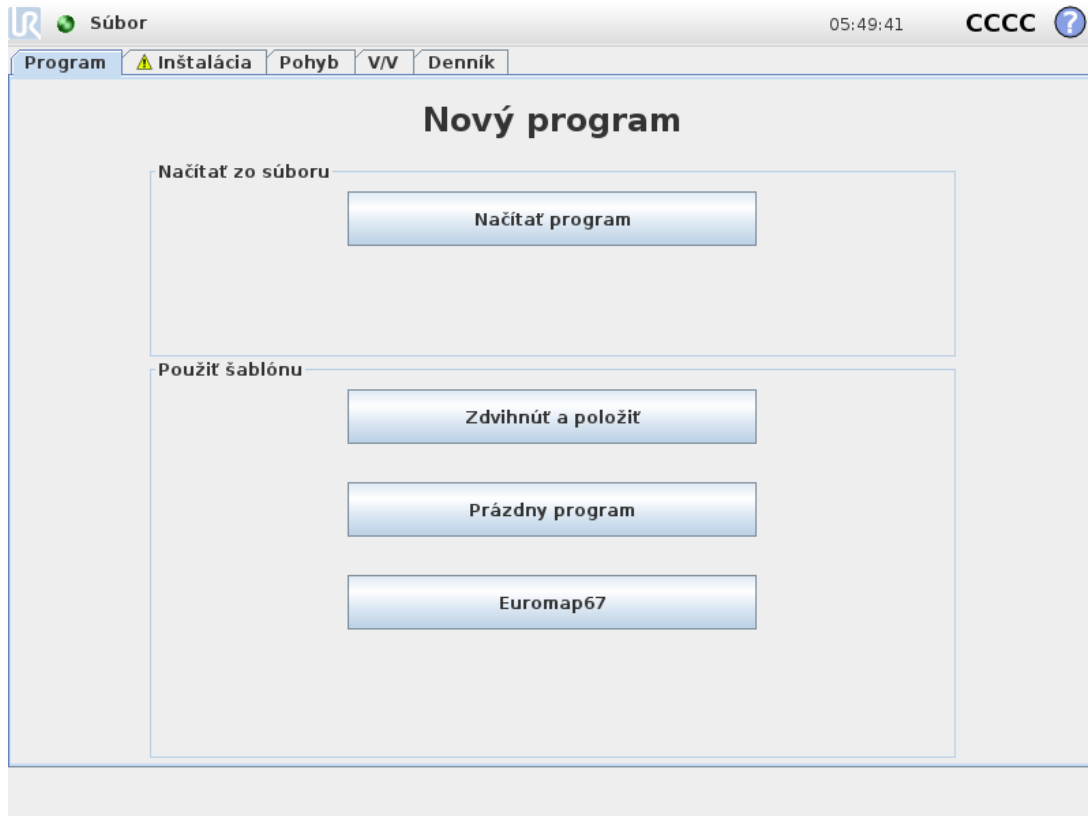 UR Súbor 05:49:41 CCCC ?
Program Inštalácia Pohyb V/V Denník
Nový program
Načítať zo súboru
Načítať program
Použiť šablónu
Zdvihnúť a položiť
Prázdny program
Euromap67